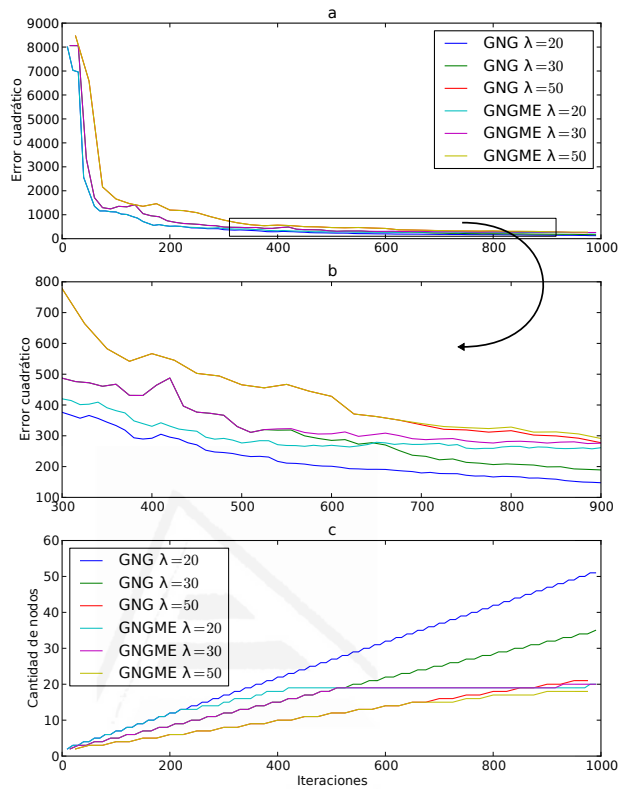 a
9000
8000
7000
6000
5000
4000
3000
2000
1000
0
Error cuadrático
GNG λ=20
GNG λ=30
GNG λ=50
GNGME λ=20
GNGME λ=30
GNGME λ=50
0 200 400 600 800 1000
b
800
700
600
500
400
300
200
100
Error cuadrático
300 400 500 600 700 800 900
c
60
50
40
30
20
10
0
Cantidad de nodos
GNG λ=20
GNG λ=30
GNG λ=50
GNGME λ=20
GNGME λ=30
GNGME λ=50
0 200 400 600 800 1000
Iteraciones